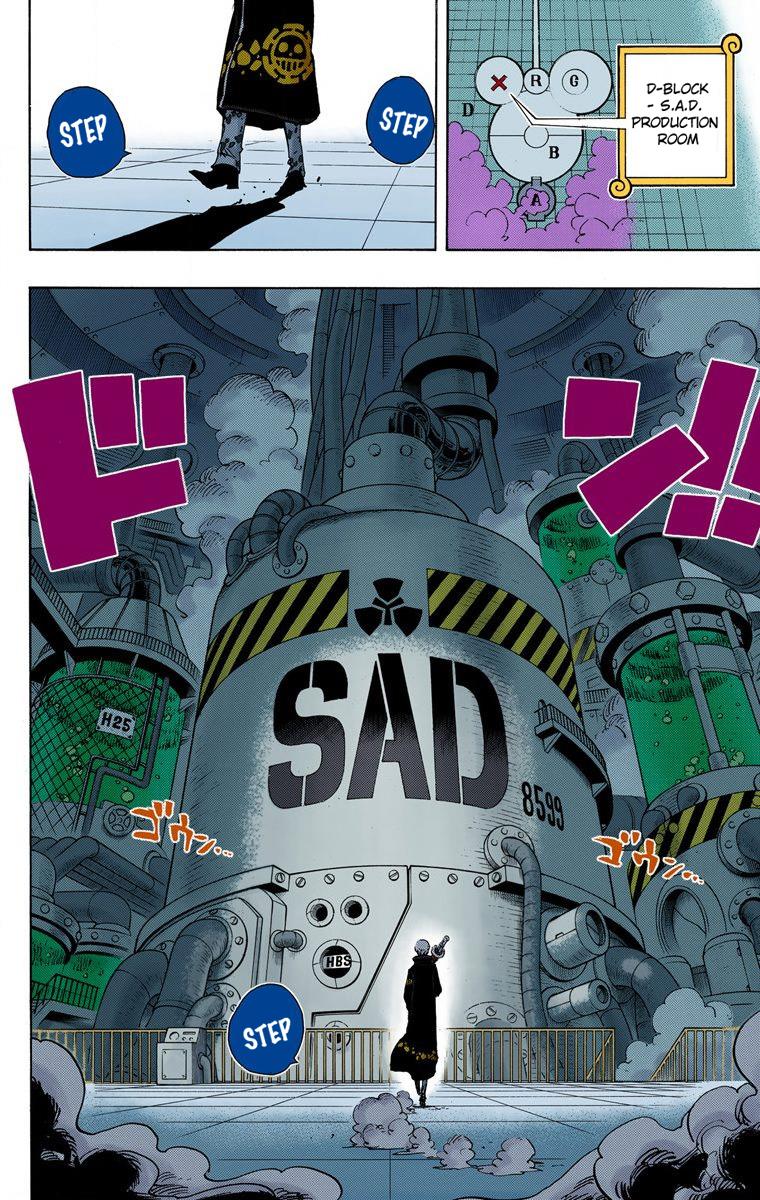 STEP
STEP
R
G
D
B
A
D-BLOCK
- S.A.D.
PRODUCTION
ROOM
ドン!!
SAD
8599
H25
ゴウン…
ゴウン…
HBS
STEP